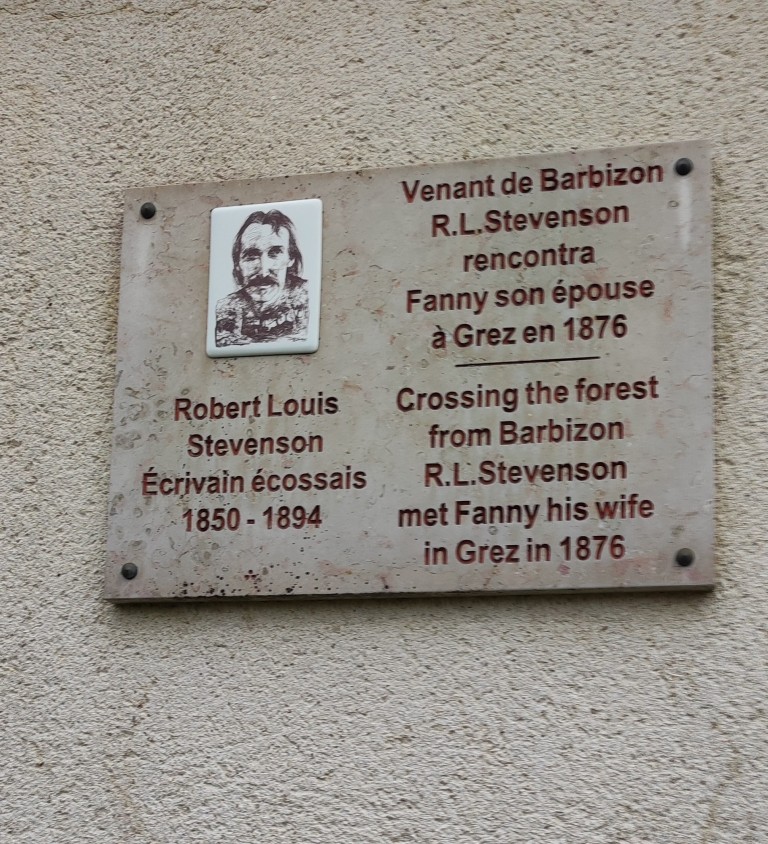 Robert Louis
Stevenson
Écrivain écossais
1850 - 1894
Venant de Barbizon
R.L.Stevenson
rencontra
Fanny son épouse
à Grez en 1876
Crossing the forest
from Barbizon
R.L.Stevenson
met Fanny his wife
in Grez in 1876